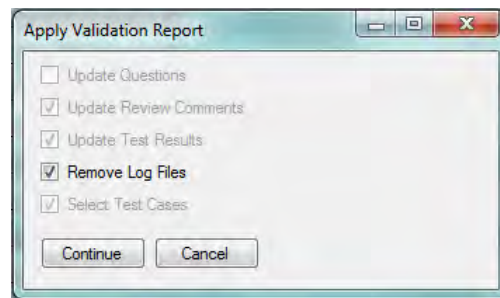 Apply Validation Report
Update Questions
Update Review Comments
Update Test Results
Remove Log Files
Select Test Cases
Continue Cancel